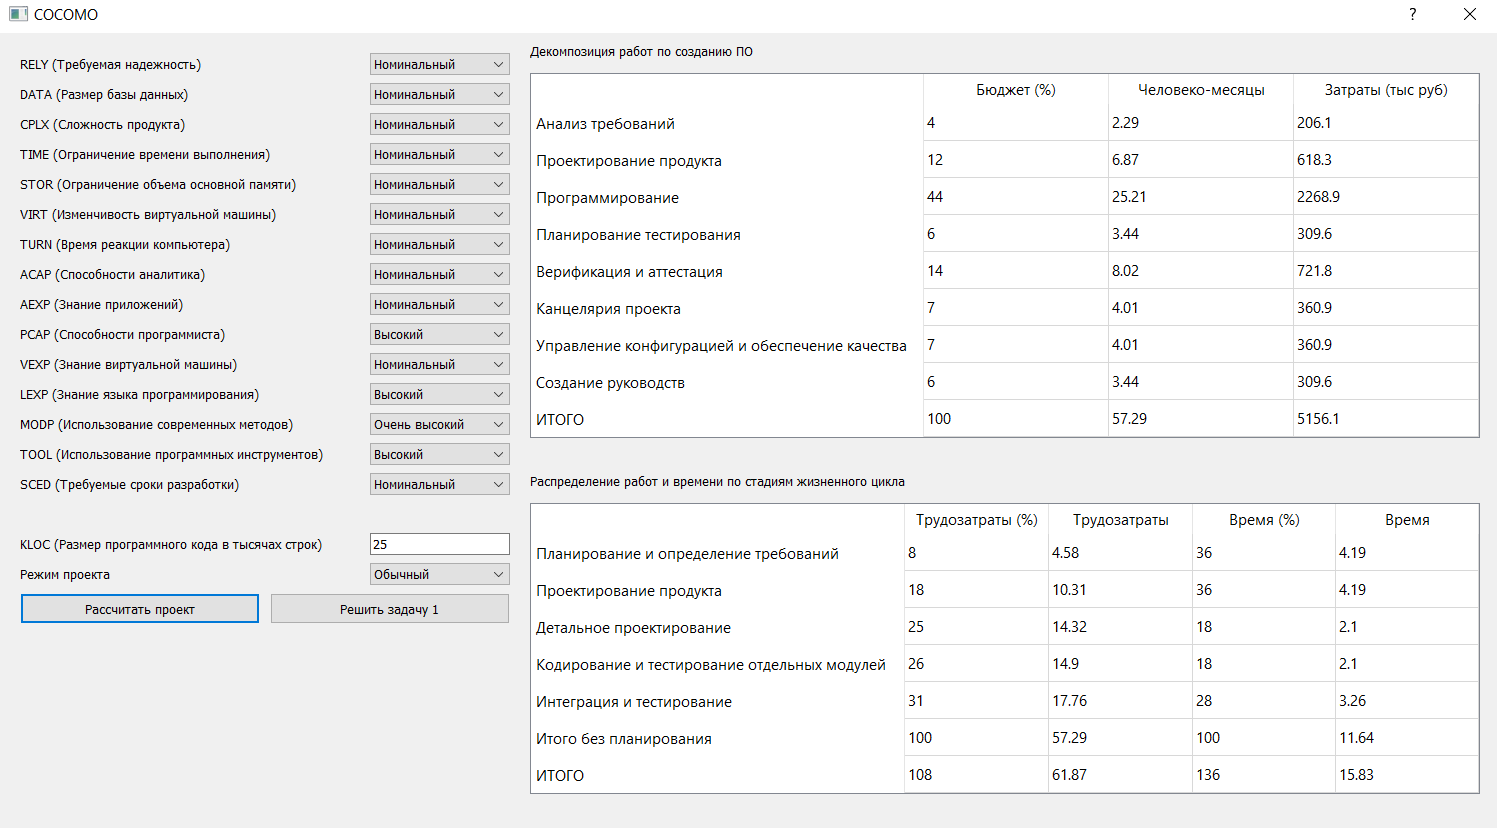 COCOMO ?
RELY (Требуемая надежность) Номинальный
DATA (Размер базы данных) Номинальный
CPLX (Сложность продукта) Номинальный
TIME (Ограничение времени выполнения) Номинальный
STOR (Ограничение объема основной памяти) Номинальный
VIRT (Изменчивость виртуальной машины) Номинальный
TURN (Время реакции компьютера) Номинальный
ACAP (Способности аналитика) Номинальный
AEXP (Знание приложений) Номинальный
PCAP (Способности программиста) Высокий
VEXP (Знание виртуальной машины) Номинальный
LEXP (Знание языка программирования) Высокий
MODP (Использование современных методов) Очень высокий
TOOL (Использование программных инструментов) Высокий
SCED (Требуемые сроки разработки) Номинальный
KLOC (Размер программного кода в тысячах строк) 25
Режим проекта Обычный
Рассчитать проект Решить задачу 1
Декомпозиция работ по созданию ПО
Бюджет (%) Человеко-месяцы Затраты (тыс руб)
Анализ требований 4 2.29 206.1
Проектирование продукта 12 6.87 618.3
Программирование 44 25.21 2268.9
Планирование тестирования 6 3.44 309.6
Верификация и аттестация 14 8.02 721.8
Канцелярия проекта 7 4.01 360.9
Управление конфигурацией и обеспечение качества 7 4.01 360.9
Создание руководств 6 3.44 309.6
ИТОГО 100 57.29 5156.1
Распределение работ и времени по стадиям жизненного цикла
Трудозатраты (%) Трудозатраты Время (%) Время
Планирование и определение требований 8 4.58 36 4.19
Проектирование продукта 18 10.31 36 4.19
Детальное проектирование 25 14.32 18 2.1
Кодирование и тестирование отдельных модулей 26 14.9 18 2.1
Интеграция и тестирование 31 17.76 28 3.26
Итого без планирования 100 57.29 100 11.64
ИТОГО 108 61.87 136 15.83